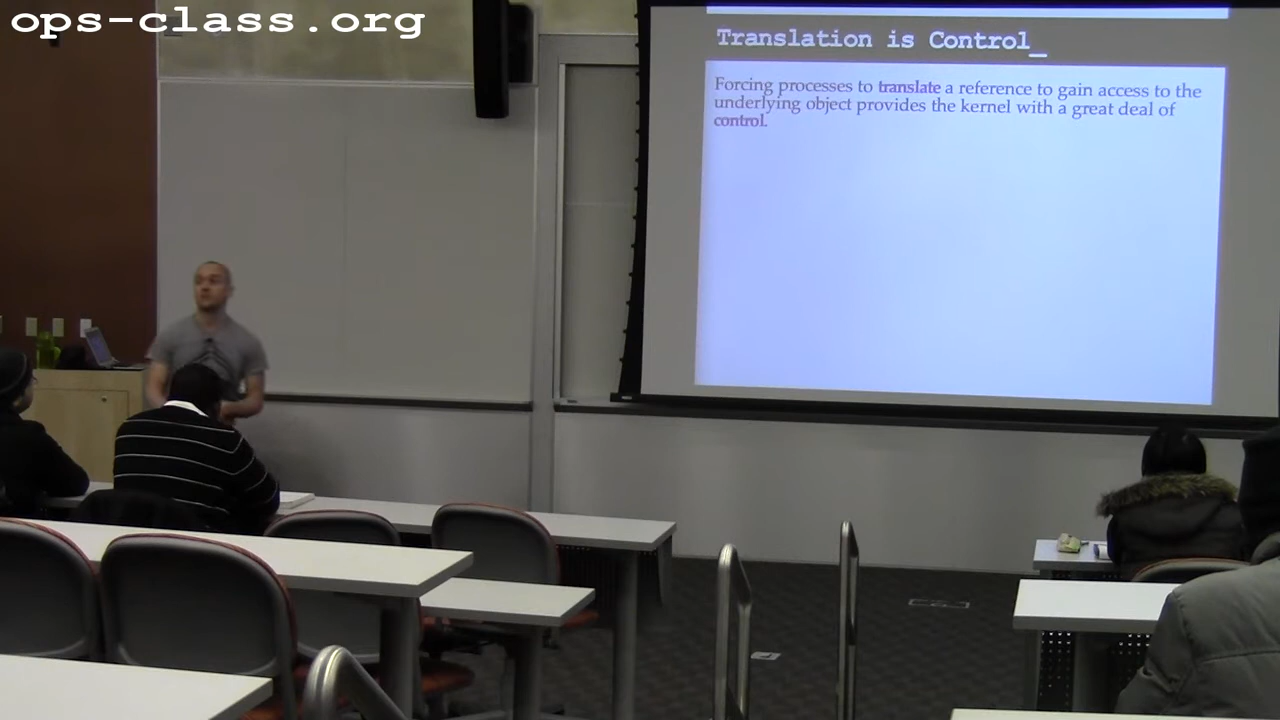 ops-class.org
Translation is Control_
Forcing processes to translate a reference to gain access to the
underlying object provides the kernel with a great deal of
control.